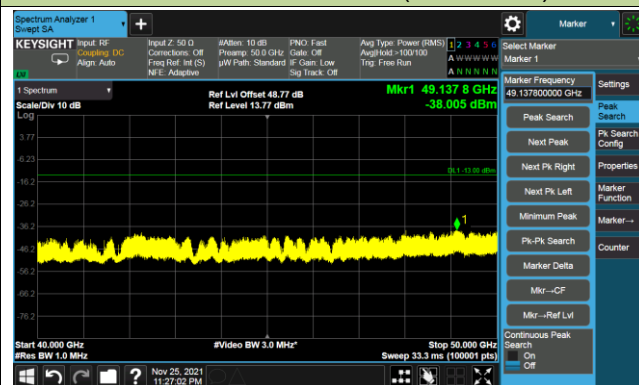 Spectrum Analyzer 1
Swept SA
Marker
KEYSIGHT
Input: RF
Coupling: DC
Align: Auto
Input Z: 50 Ω
Corrections: Off
Freq Ref: Int (S)
NFE: Adaptive
#Atten: 10 dB
Preamp: 50.0 GHz
µW Path: Standard
PNO: Fast
Gate: Off
IF Gain: Low
Sig Track: Off
Avg Type: Power (RMS)
Avg|Hold:>100/100
Trig: Free Run
1 2 3 4 5 6
A W W W W W
A N N N N N
LXI
Select Marker
Marker 1
Marker Frequency
49.137800000 GHz
Peak Search
Next Peak
Next Pk Right
Next Pk Left
Minimum Peak
Pk-Pk Search
Marker Delta
Mkr→CF
Mkr→Ref Lvl
Continuous Peak
Search
On
Off
Settings
Peak
Search
Pk Search
Config
Properties
Marker
Function
Marker→
Counter
1 Spectrum
Scale/Div 10 dB
Log
Ref Lvl Offset 48.77 dB
Ref Level 13.77 dBm
Mkr1 49.137 8 GHz
-38.005 dBm
3.77
-6.23
-16.2
-26.2
-36.2
-46.2
-56.2
-66.2
-76.2
DL1 -13.00 dBm
1
Start 40.000 GHz
#Res BW 1.0 MHz
#Video BW 3.0 MHz*
Stop 50.000 GHz
Sweep 33.3 ms (100001 pts)
?
Nov 25, 2021
11:27:02 PM